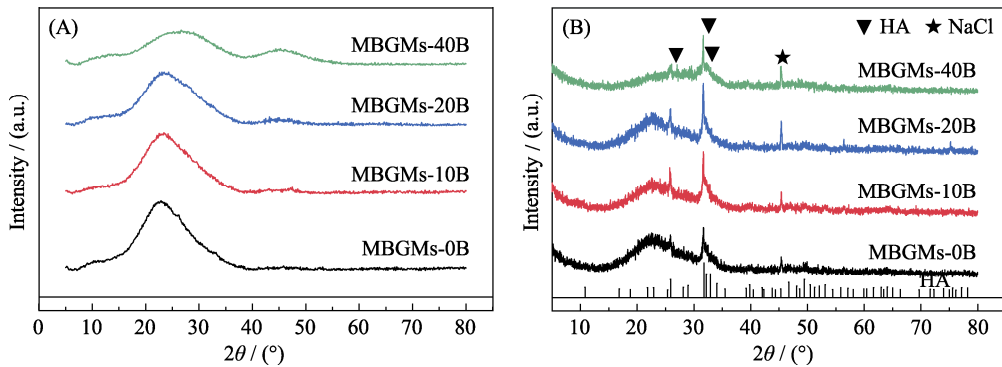 (A)
MBGMs-40B
MBGMs-20B
MBGMs-10B
MBGMs-0B
Intensity / (a.u.)
0 10 20 30 40 50 60 70 80
2θ / (°)
(B)
▼ HA ★ NaCl
MBGMs-40B
MBGMs-20B
MBGMs-10B
MBGMs-0B
HA
Intensity / (a.u.)
10 20 30 40 50 60 70 80
2θ / (°)